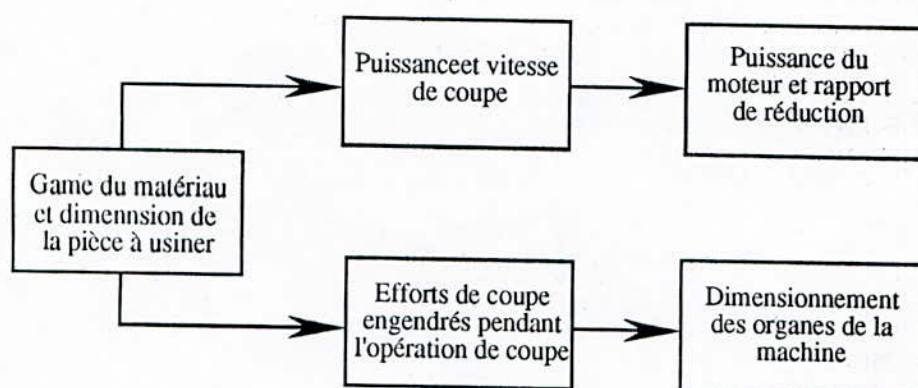 Puissanceet vitesse
de coupe
Puissance du
moteur et rapport
de réduction
Game du matériau
et dimennsion de
la pièce à usiner
Efforts de coupe
engendrés pendant
l'opération de coupe
Dimensionnement
des organes de la
machine